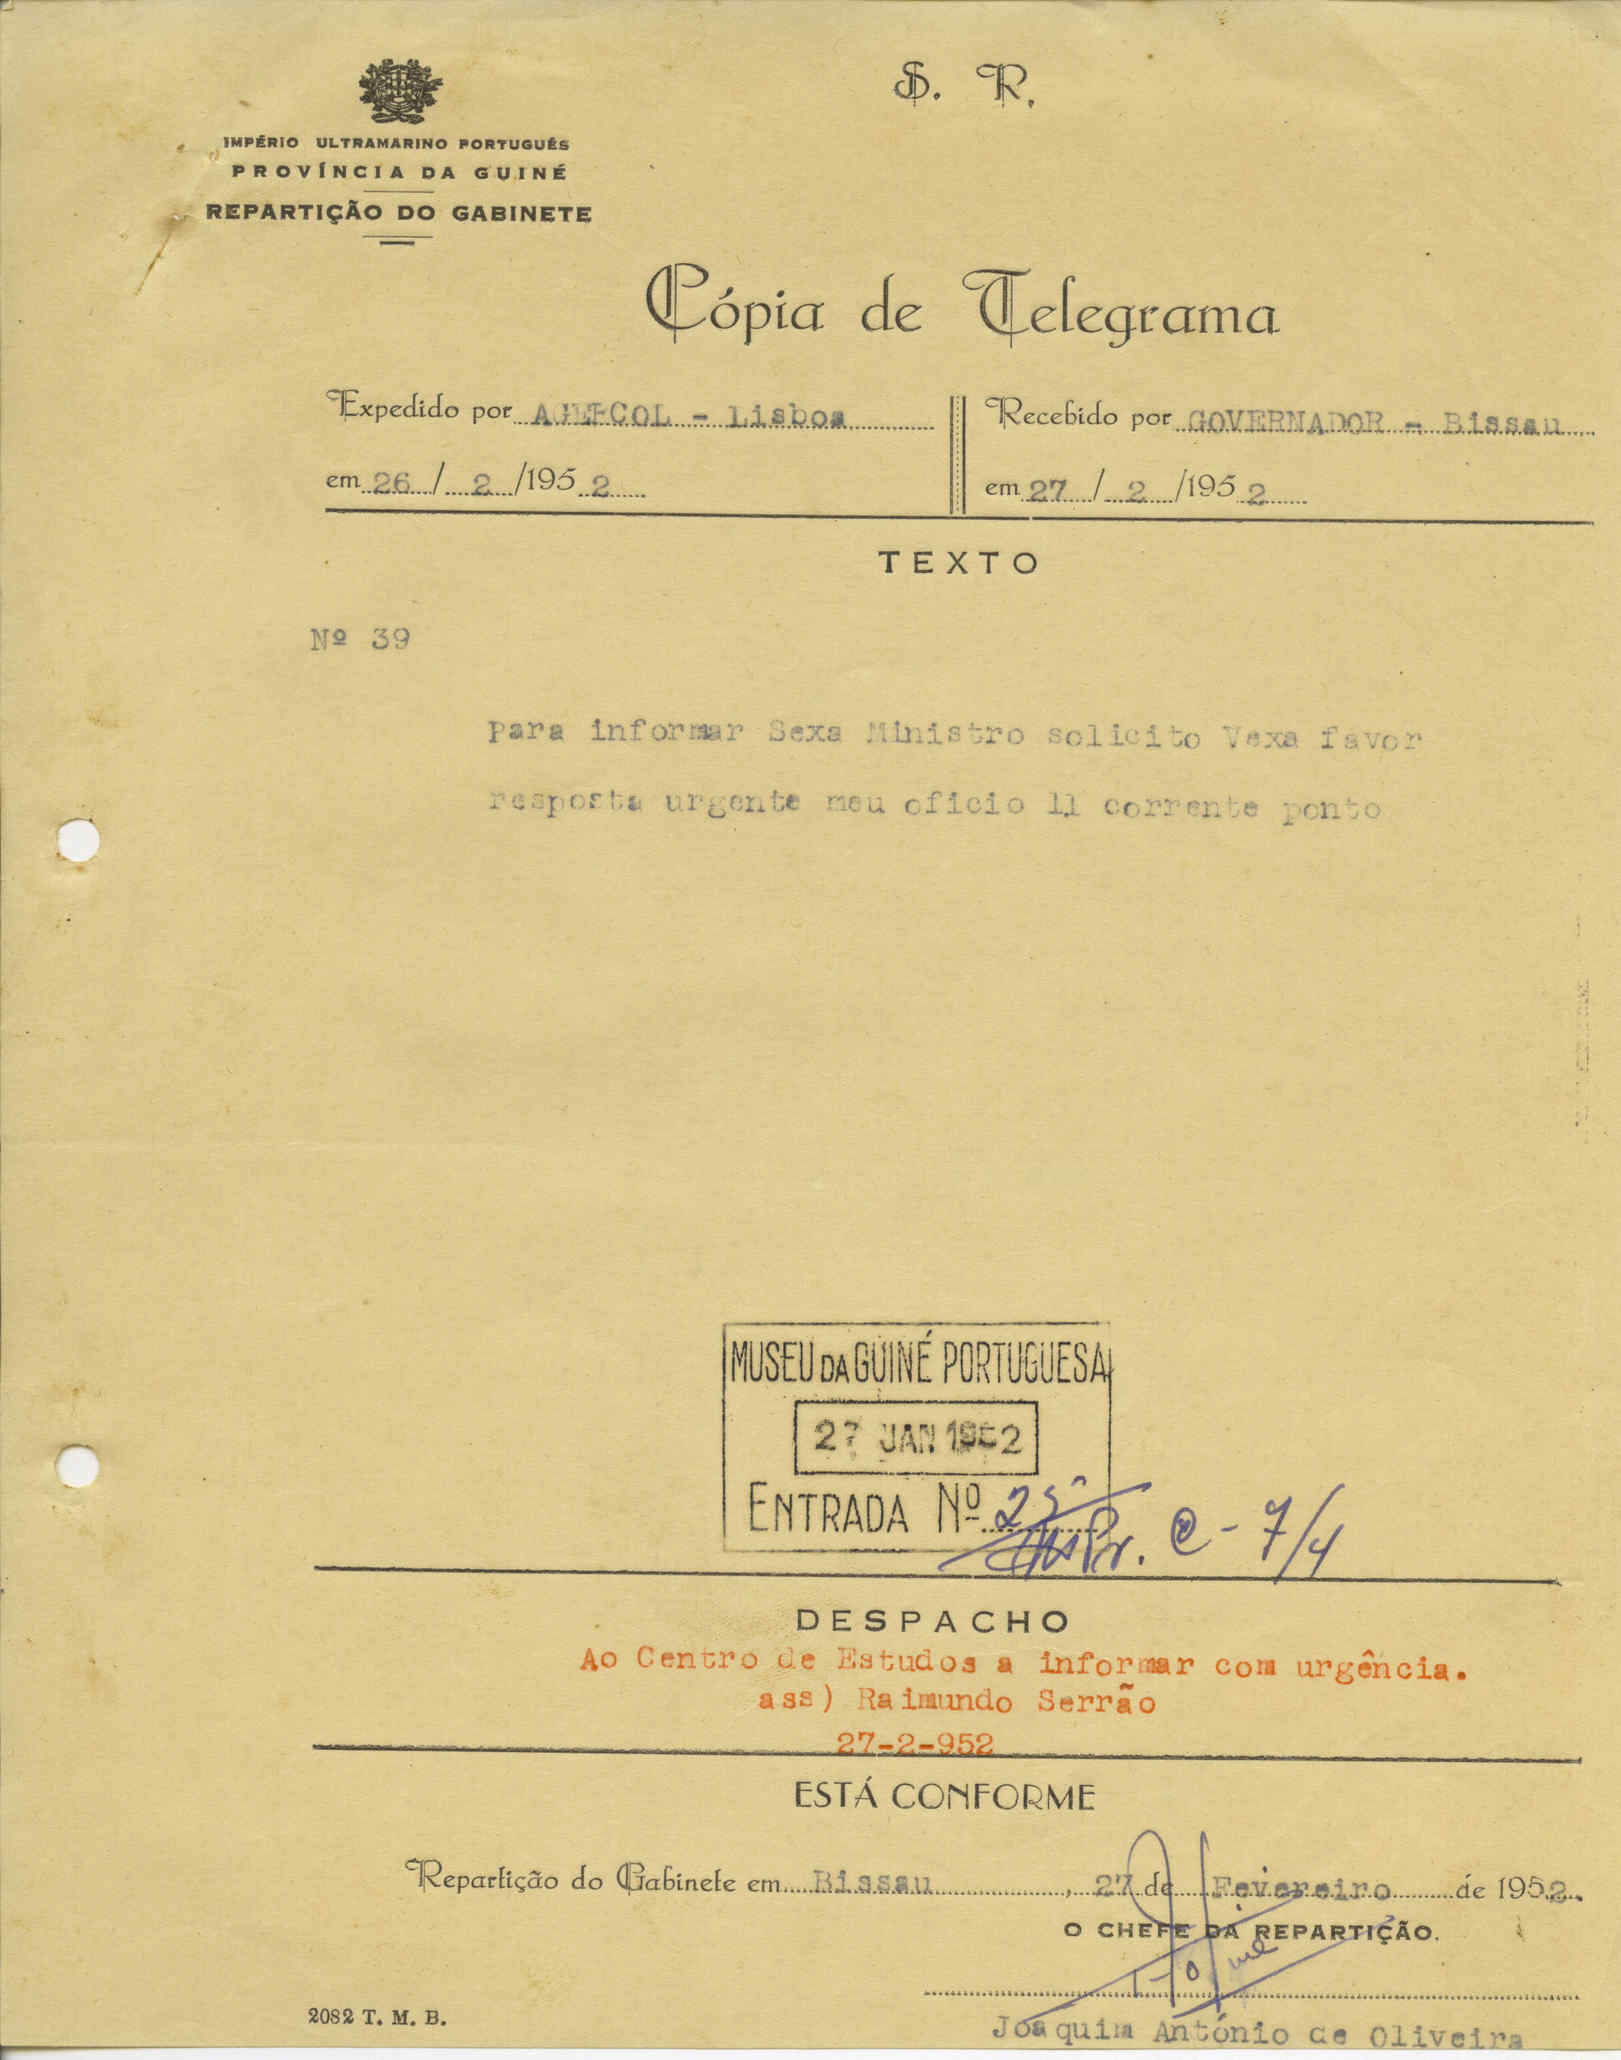 S. R.
IMPÉRIO ULTRAMARINO PORTUGUÊS
PROVÍNCIA DA GUINÉ
REPARTIÇÃO DO GABINETE
Cópia de Telegrama
Expedido por AGERCOL - Lisboa
em 26 / 2 /1952
Recebido por GOVERNADOR - Bissau
em 27 / 2 /1952
TEXTO
Nº 39
Para informar Sexa Ministro solicito Vexa favor
resposta urgente meu oficio 11 corrente ponto
MUSEU DA GUINÉ PORTUGUESA
27 JAN 1952
ENTRADA Nº 25
Pr. C - 7/4
DESPACHO
Ao Centro de Estudos a informar com urgência.
ass) Raimundo Serrão
27-2-952
ESTÁ CONFORME
Repartição do Gabinete em Bissau, 27 de Fevereiro de 1952.
O CHEFE DA REPARTIÇÃO.
Joaquim António de Oliveira
2082 T. M. B.